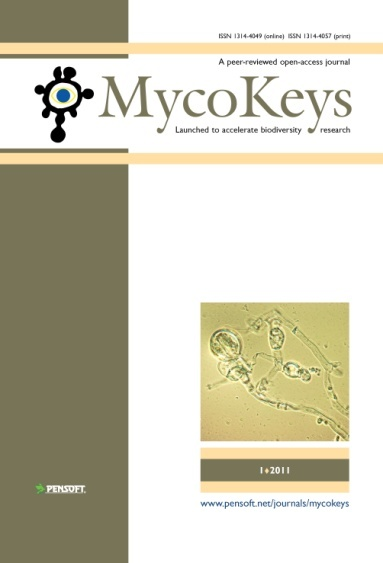 ISSN 1314-4049 (online) ISSN 1314-4057 (print)
A peer-reviewed open-access journal
MycoKeys
Launched to accelerate biodiversity research
1♦2011
PENSOFT.
www.pensoft.net/journals/mycokeys